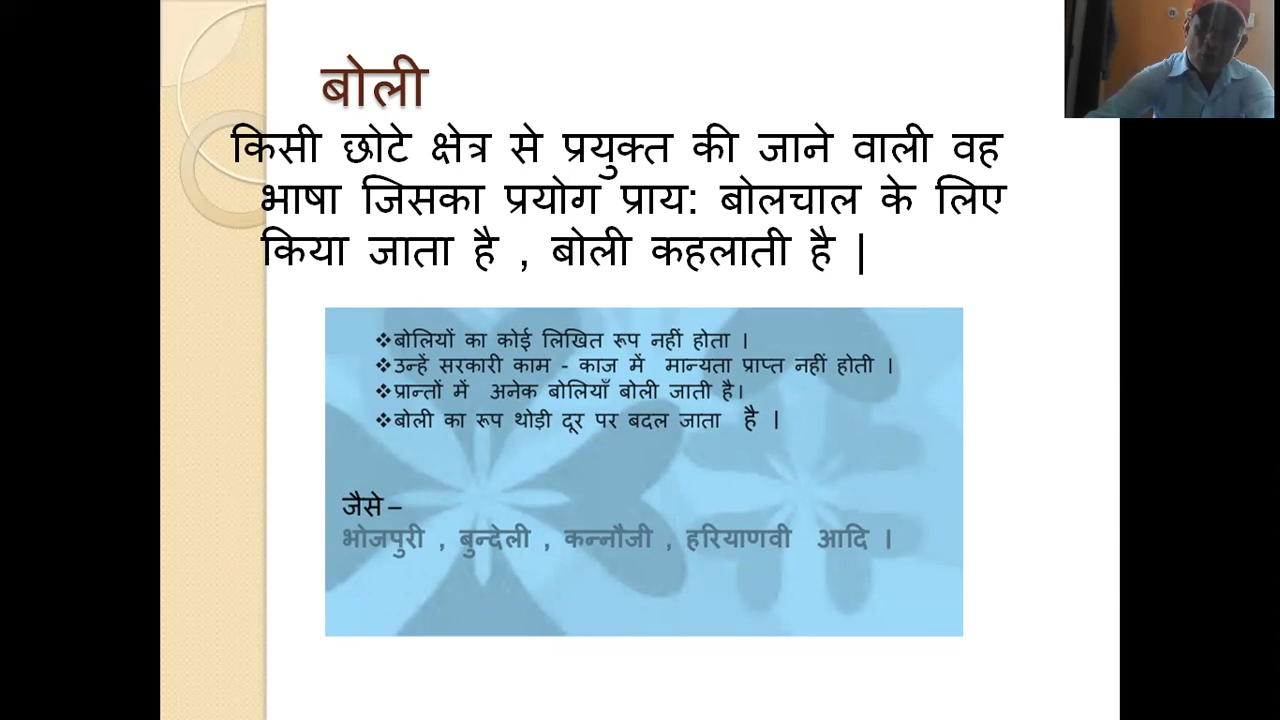 बोली
किसी छोटे क्षेत्र से प्रयुक्त की जाने वाली वह
भाषा जिसका प्रयोग प्राय: बोलचाल के लिए
किया जाता है , बोली कहलाती है |
❖बोलियों का कोई लिखित रूप नहीं होता ।
❖उन्हें सरकारी काम - काज में मान्यता प्राप्त नहीं होती ।
❖प्रान्तों में अनेक बोलियाँ बोली जाती है।
❖बोली का रूप थोड़ी दूर पर बदल जाता है |
जैसे –
भोजपुरी , बुन्देली , कन्नौजी , हरियाणवी आदि ।